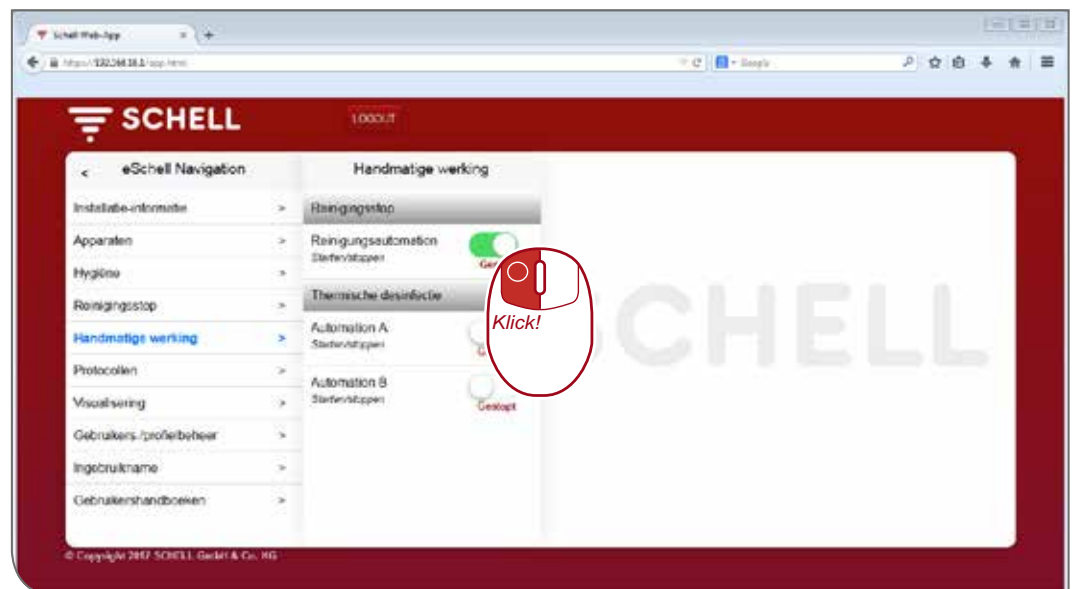 Schell Web-App
LOGOUT
SCHELL
eSchell Navigation
Installatie-informatie
Apparaten
Hygiëne
Reinigingsstop
Handmatige werking
Protocollen
Visualisering
Gebruikers-/profielbeheer
Ingebruikname
Gebruikershandboeken
Handmatige werking
Reinigingsstop
Reinigungsautomation
Starten/stoppen
Thermische desinfectie
Automation A
Starten/stoppen
Automation B
Starten/stoppen
Gestopt
Klick!
SCHELL
© Copyright 2017 SCHELL GmbH & Co. KG